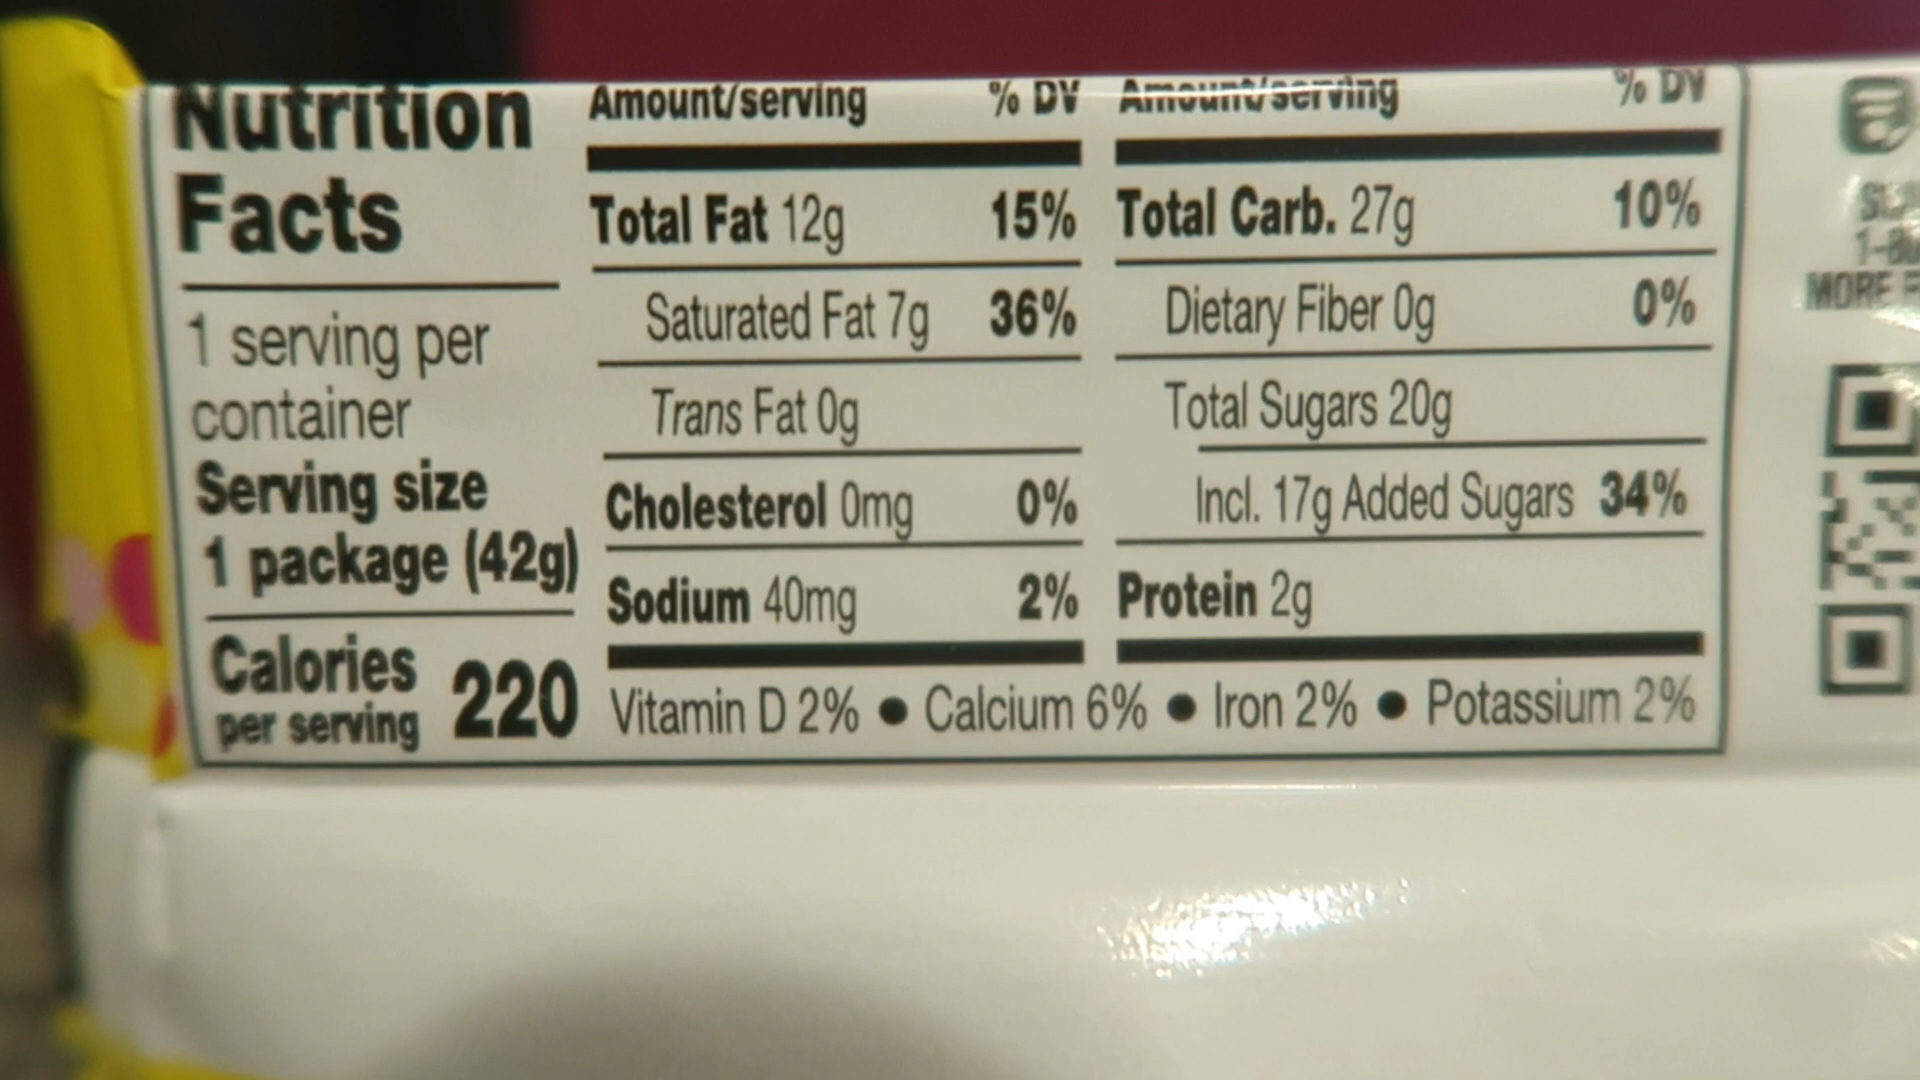 Nutrition
Facts
1 serving per
container
Serving size
1 package (42g)
Calories
per serving 220
Amount/serving % DV
Total Fat 12g 15%
Saturated Fat 7g 36%
Trans Fat 0g
Cholesterol 0mg 0%
Sodium 40mg 2%
Amount/serving % DV
Total Carb. 27g 10%
Dietary Fiber 0g 0%
Total Sugars 20g
Incl. 17g Added Sugars 34%
Protein 2g
Vitamin D 2% ● Calcium 6% ● Iron 2% ● Potassium 2%
MORE